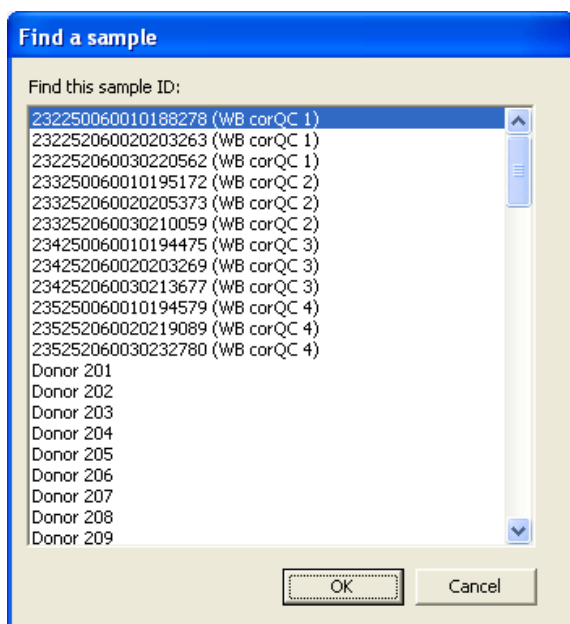 Find a sample
Find this sample ID:
232250060010188278 (WB corQC 1)
232252060020203263 (WB corQC 1)
232252060030220562 (WB corQC 1)
233250060010195172 (WB corQC 2)
233252060020205373 (WB corQC 2)
233252060030210059 (WB corQC 2)
234250060010194475 (WB corQC 3)
234252060020203269 (WB corQC 3)
234252060030213677 (WB corQC 3)
235250060010194579 (WB corQC 4)
235252060020219089 (WB corQC 4)
235252060030232780 (WB corQC 4)
Donor 201
Donor 202
Donor 203
Donor 204
Donor 205
Donor 206
Donor 207
Donor 208
Donor 209
OK Cancel